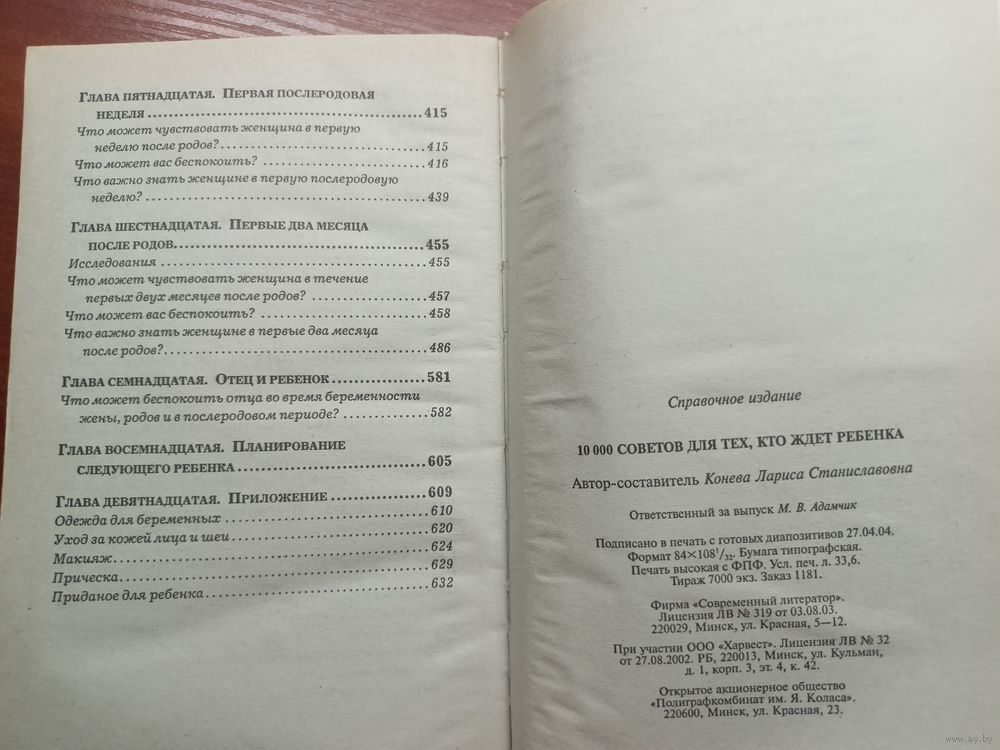 ГЛАВА ПЯТНАДЦАТАЯ. ПЕРВАЯ ПОСЛЕРОДОВАЯ
НЕДЕЛЯ ........ 415
Что может чувствовать женщина в первую
неделю после родов? ........ 415
Что может вас беспокоить? ........ 416
Что важно знать женщине в первую послеродовую
неделю? ........ 439
ГЛАВА ШЕСТНАДЦАТАЯ. ПЕРВЫЕ ДВА МЕСЯЦА
ПОСЛЕ РОДОВ ........ 455
Исследования ........ 455
Что может чувствовать женщина в течение
первых двух месяцев после родов? ........ 457
Что может вас беспокоить? ........ 458
Что важно знать женщине в первые два месяца
после родов? ........ 486
ГЛАВА СЕМНАДЦАТАЯ. ОТЕЦ И РЕБЕНОК ........ 581
Что может беспокоить отца во время беременности
жены, родов и в послеродовом периоде? ........ 582
ГЛАВА ВОСЕМНАДЦАТАЯ. ПЛАНИРОВАНИЕ
СЛЕДУЮЩЕГО РЕБЕНКА ........ 605
ГЛАВА ДЕВЯТНАДЦАТАЯ. ПРИЛОЖЕНИЕ ........ 609
Одежда для беременных ........ 610
Уход за кожей лица и шеи ........ 620
Макияж ........ 624
Прическа ........ 629
Приданое для ребенка ........ 632
Справочное издание
10 000 СОВЕТОВ ДЛЯ ТЕХ, КТО ЖДЕТ РЕБЕНКА
Автор-составитель Конева Лариса Станиславовна
Ответственный за выпуск М. В. Адамчик
Подписано в печать с готовых диапозитивов 27.04.04.
Формат 84×108¹/₃₂. Бумага типографская.
Печать высокая с ФПФ. Усл. печ. л. 33,6.
Тираж 7000 экз. Заказ 1181.
Фирма «Современный литератор».
Лицензия ЛВ № 319 от 03.08.03.
220029, Минск, ул. Красная, 5—12.
При участии ООО «Харвест». Лицензия ЛВ № 32
от 27.08.2002. РБ, 220013, Минск, ул. Кульман,
д. 1, корп. 3, эт. 4, к. 42.
Открытое акционерное общество
«Полиграфкомбинат им. Я. Коласа».
220600, Минск, ул. Красная, 23.
www.ay.by